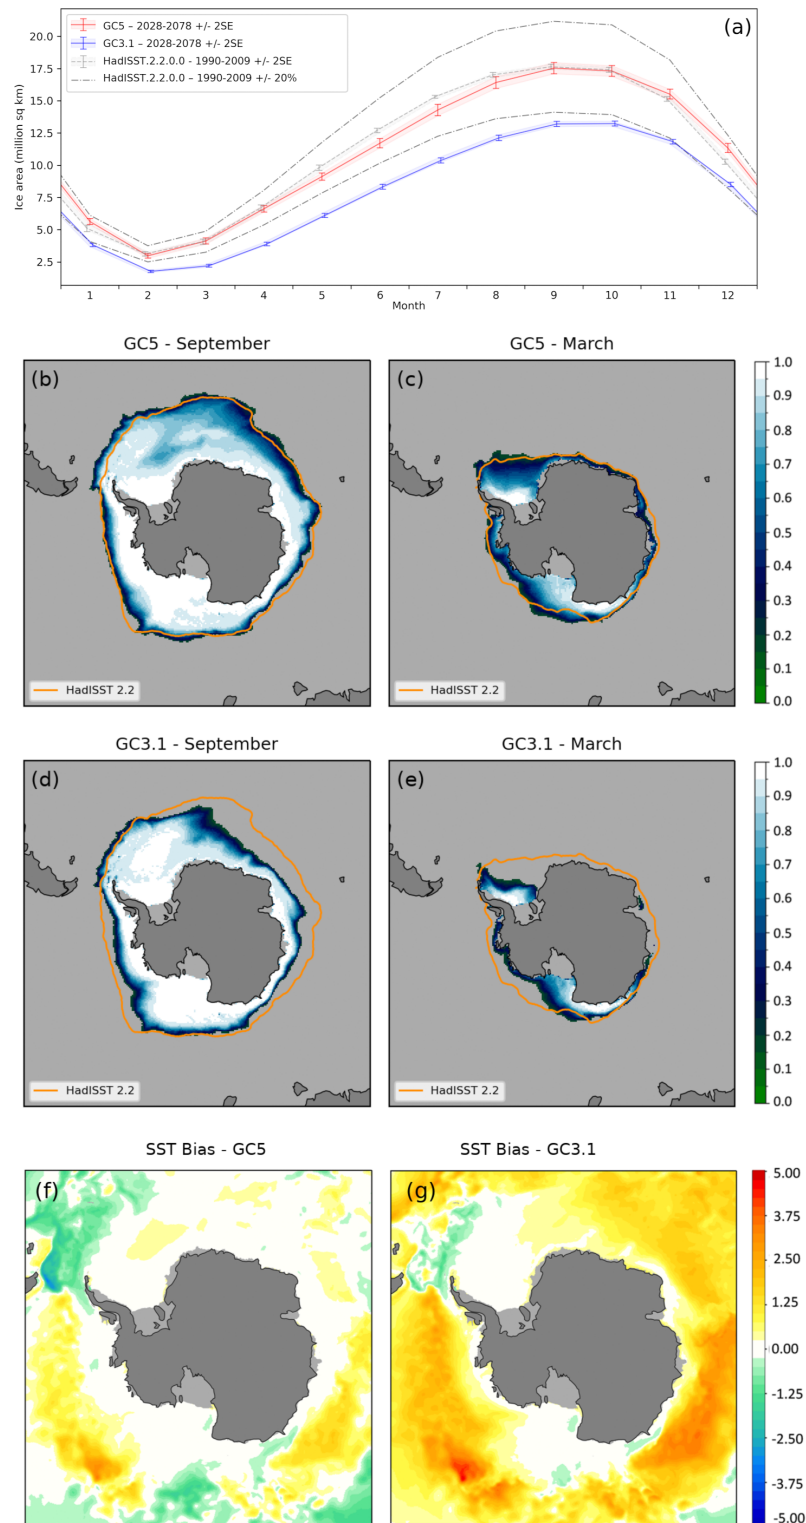 (a)
GC5 – 2028-2078 +/- 2SE
GC3.1 – 2028-2078 +/- 2SE
HadISST.2.2.0.0 - 1990-2009 +/- 2SE
HadISST.2.2.0.0 – 1990-2009 +/- 20%
Ice area (million sq km)
20.0
17.5
15.0
12.5
10.0
7.5
5.0
2.5
1 2 3 4 5 6 7 8 9 10 11 12
Month
GC5 - September
(b)
HadISST 2.2
GC5 - March
(c)
HadISST 2.2
1.0
0.9
0.8
0.7
0.6
0.5
0.4
0.3
0.2
0.1
0.0
GC3.1 - September
(d)
HadISST 2.2
GC3.1 - March
(e)
HadISST 2.2
1.0
0.9
0.8
0.7
0.6
0.5
0.4
0.3
0.2
0.1
0.0
SST Bias - GC5
(f)
SST Bias - GC3.1
(g)
5.00
3.75
2.50
1.25
0.00
-1.25
-2.50
-3.75
-5.00